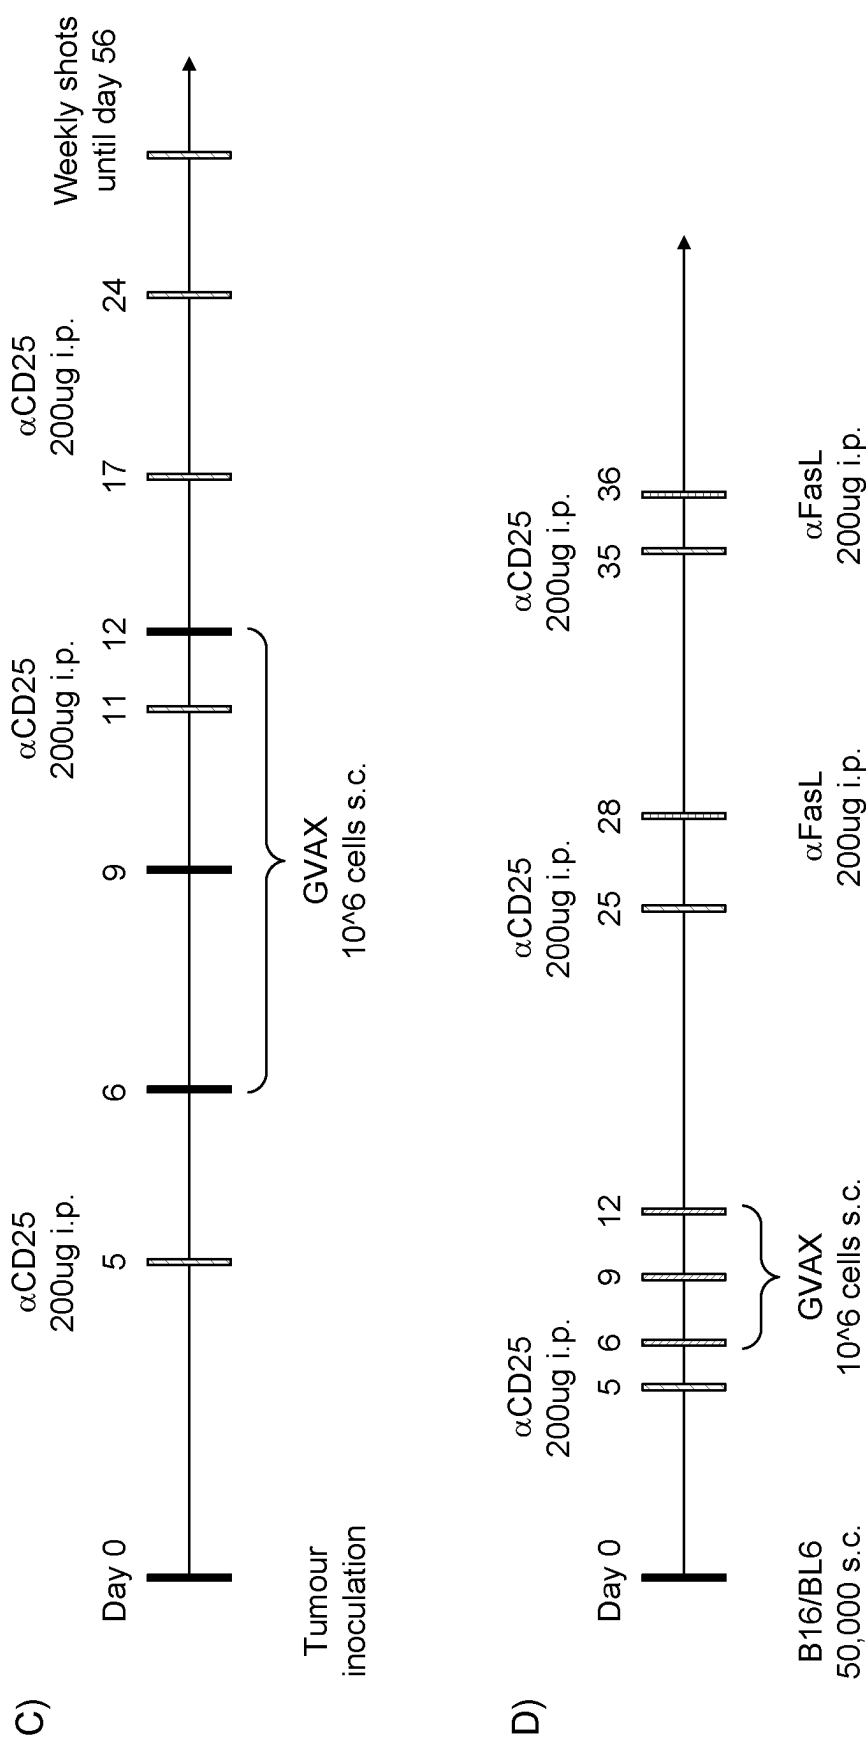 C)
αCD25
200ug i.p.
αCD25
200ug i.p.
αCD25
200ug i.p.
Weekly shots
until day 56
Day 0
5
6
9
11
12
17
24
Tumour
inoculation
GVAX
10^6 cells s.c.
D)
αCD25
200ug i.p.
αCD25
200ug i.p.
αCD25
200ug i.p.
Day 0
5
6
9
12
25
28
35
36
B16/BL6
50,000 s.c.
GVAX
10^6 cells s.c.
αFasL
200ug i.p.
αFasL
200ug i.p.